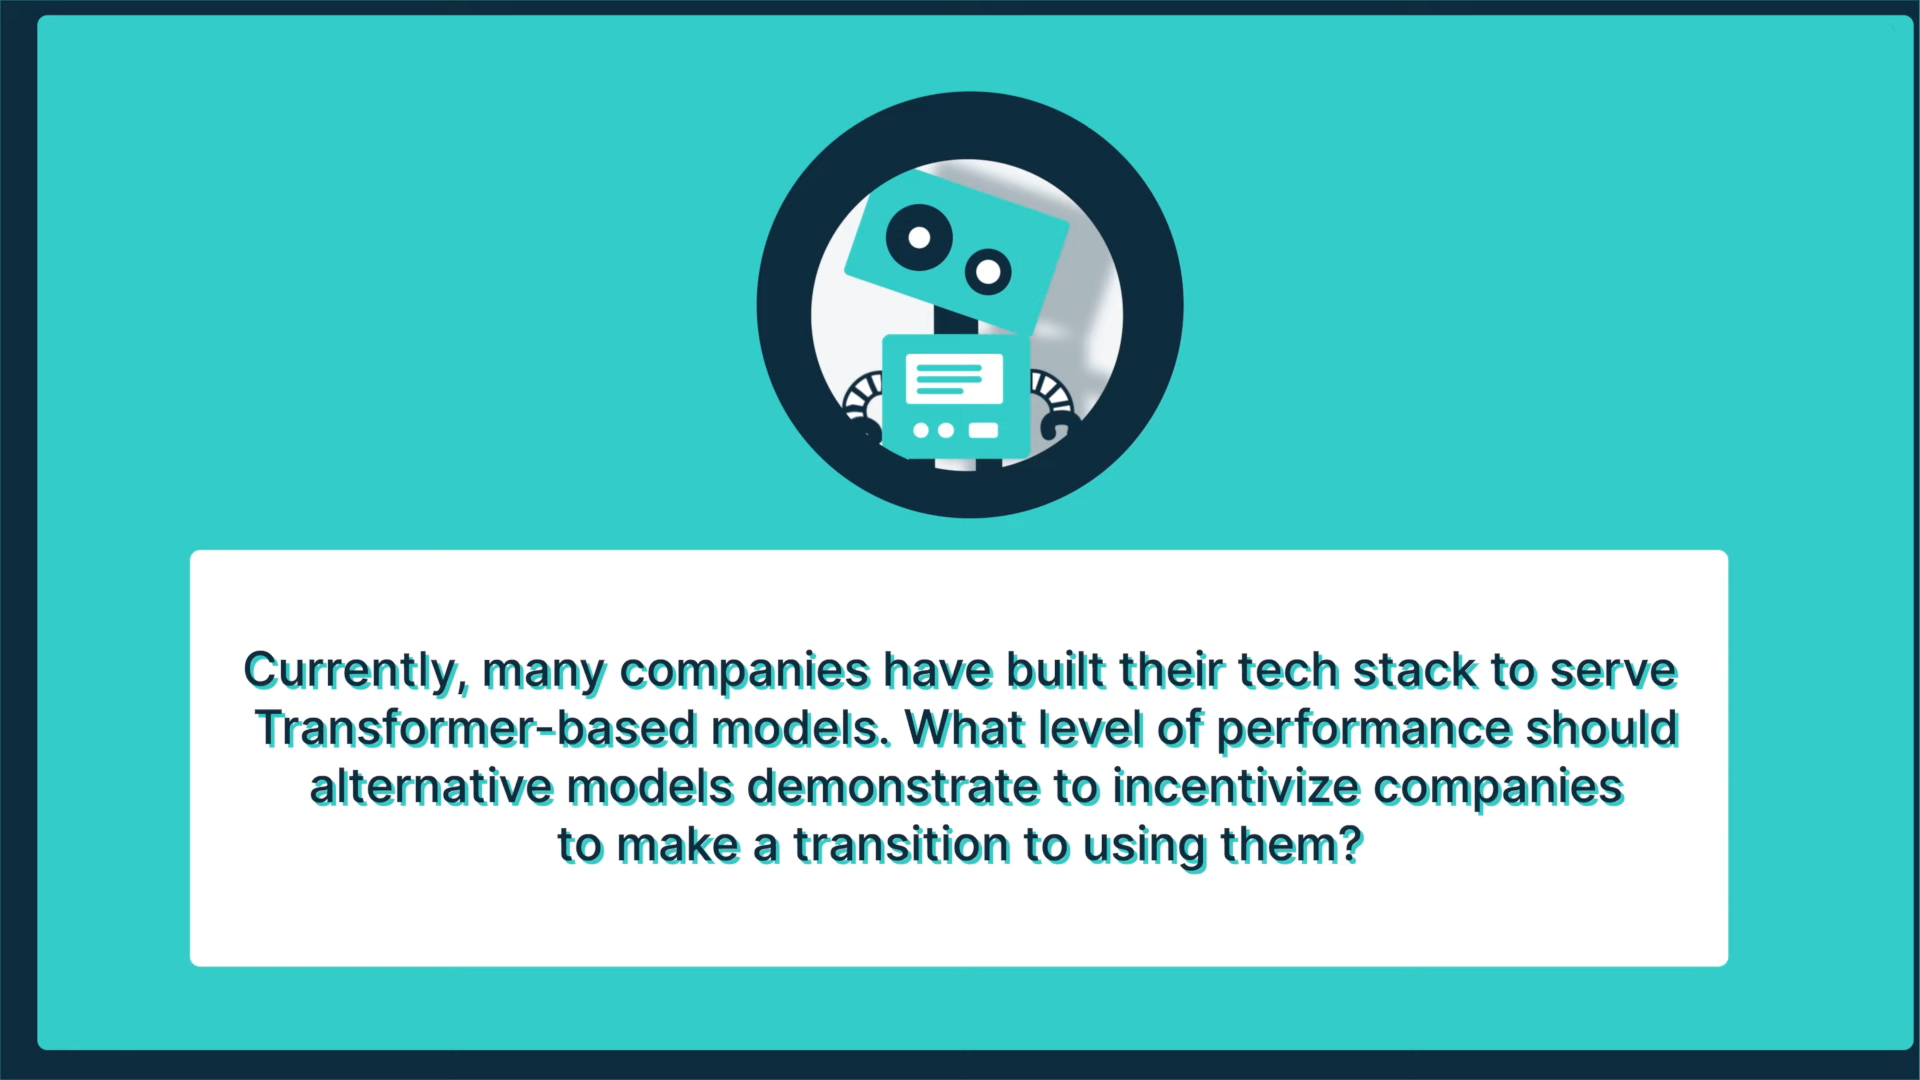 Currently, many companies have built their tech stack to serve
Transformer-based models. What level of performance should
alternative models demonstrate to incentivize companies
to make a transition to using them?